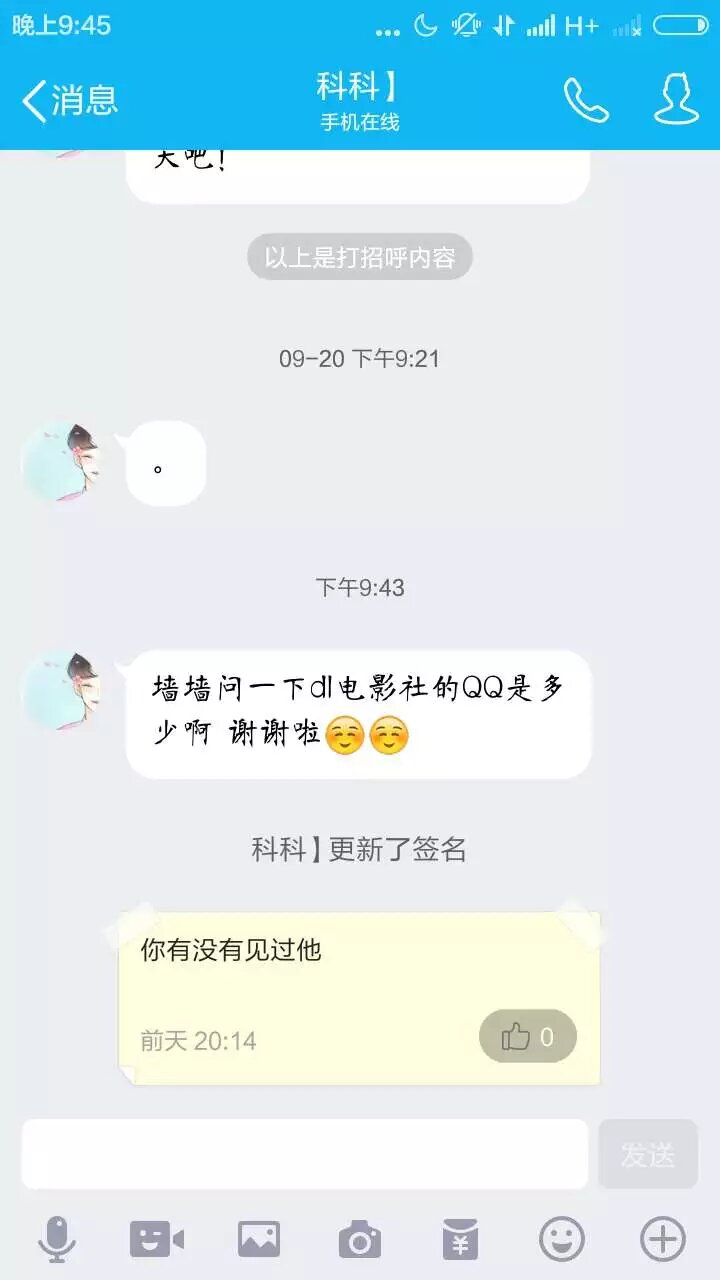 晚上9:45
H+
消息
科科】
手机在线
天吧！
以上是打招呼内容
09-20 下午9:21
。
下午9:43
墙墙问一下dl电影社的QQ是多
少啊 谢谢啦
科科】更新了签名
你有没有见过他
前天 20:14
0
发送